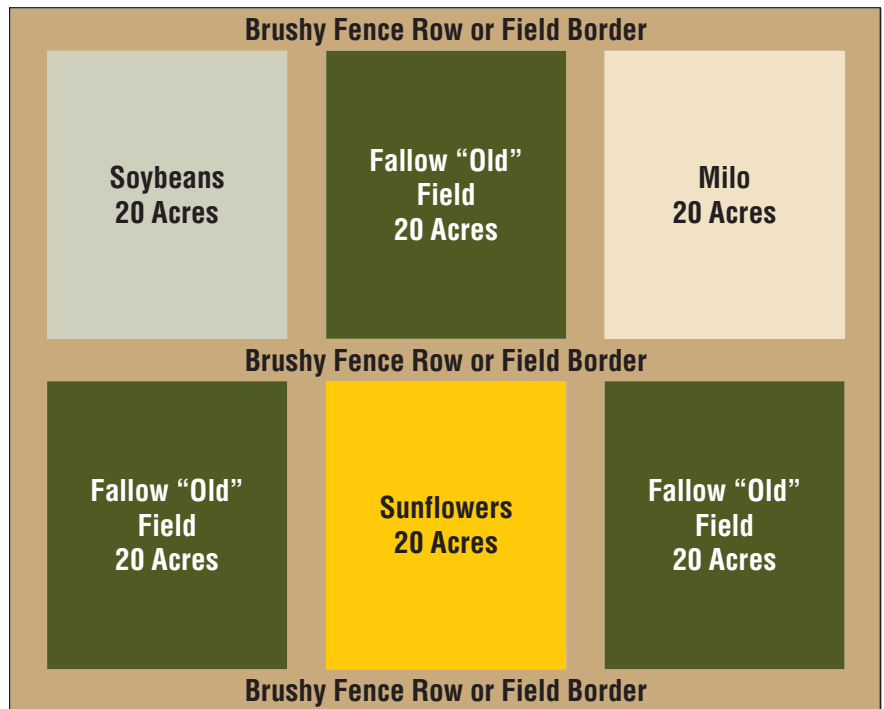 Brushy Fence Row or Field Border
Soybeans
20 Acres
Fallow “Old”
Field
20 Acres
Milo
20 Acres
Brushy Fence Row or Field Border
Fallow “Old”
Field
20 Acres
Sunflowers
20 Acres
Fallow “Old”
Field
20 Acres
Brushy Fence Row or Field Border